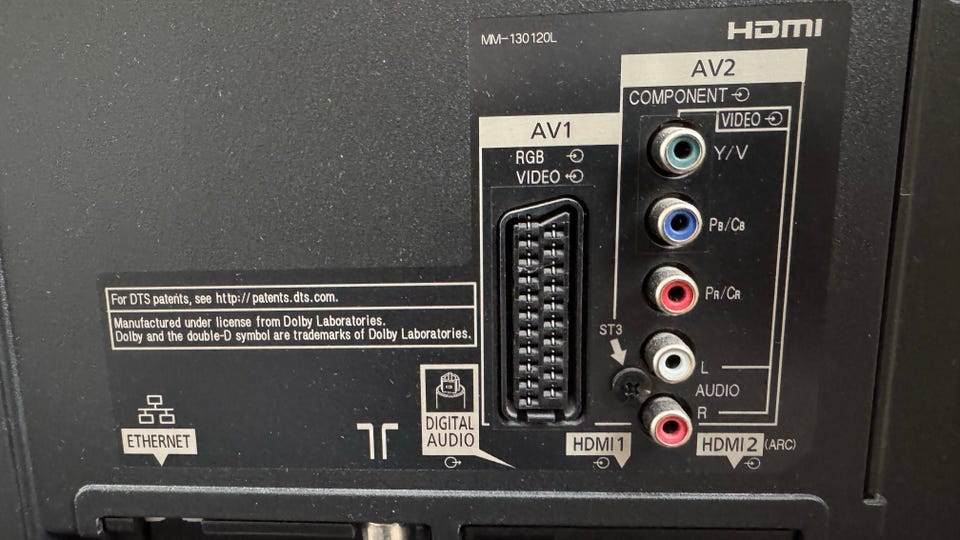 MM-130120L
HDMI
AV2
COMPONENT
VIDEO
Y/V
PB/CB
PR/CR
L
AUDIO
R
AV1
RGB
VIDEO
ST3
For DTS patents, see http://patents.dts.com.
Manufactured under license from Dolby Laboratories.
Dolby and the double-D symbol are trademarks of Dolby Laboratories.
ETHERNET
DIGITAL
AUDIO
HDMI 1
HDMI 2 (ARC)